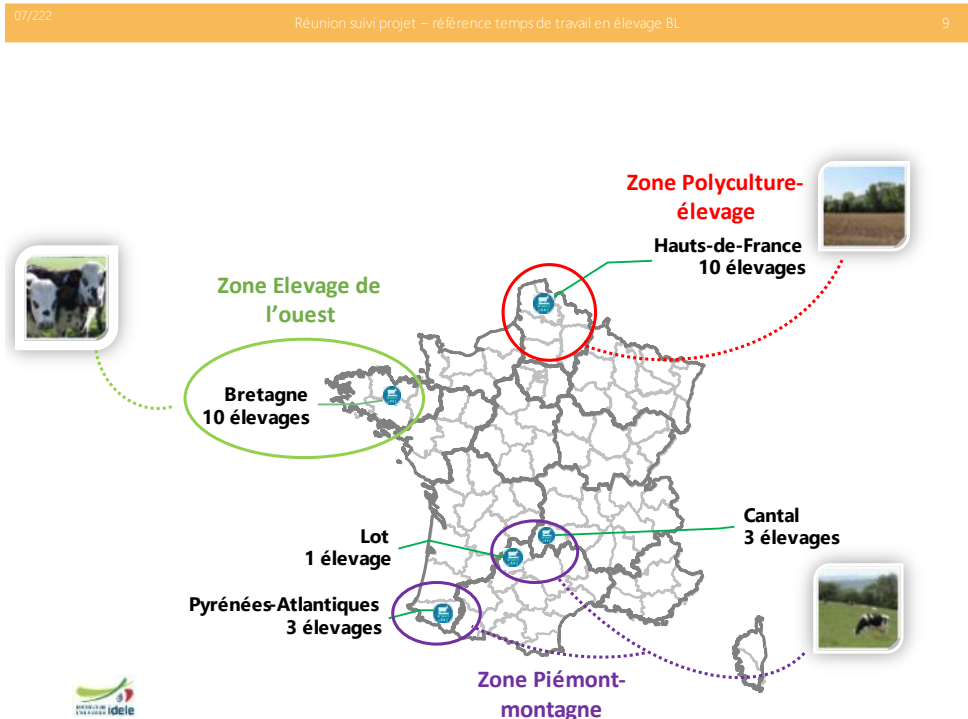 07/222
Réunion suivi projet – référence temps de travail en élevage BL
9
Zone Polyculture-
élevage
Hauts-de-France
10 élevages
Zone Elevage de
l’ouest
Bretagne
10 élevages
Cantal
3 élevages
Lot
1 élevage
Pyrénées-Atlantiques
3 élevages
Zone Piémont-
montagne
idele